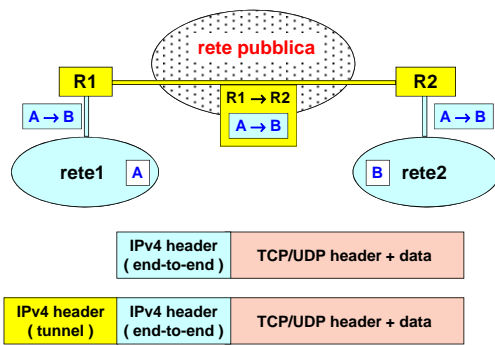 rete pubblica
R1
R2
R1 → R2
A → B
A → B
A → B
rete1
A
B
rete2
IPv4 header
( end-to-end )
TCP/UDP header + data
IPv4 header
( tunnel )
IPv4 header
( end-to-end )
TCP/UDP header + data